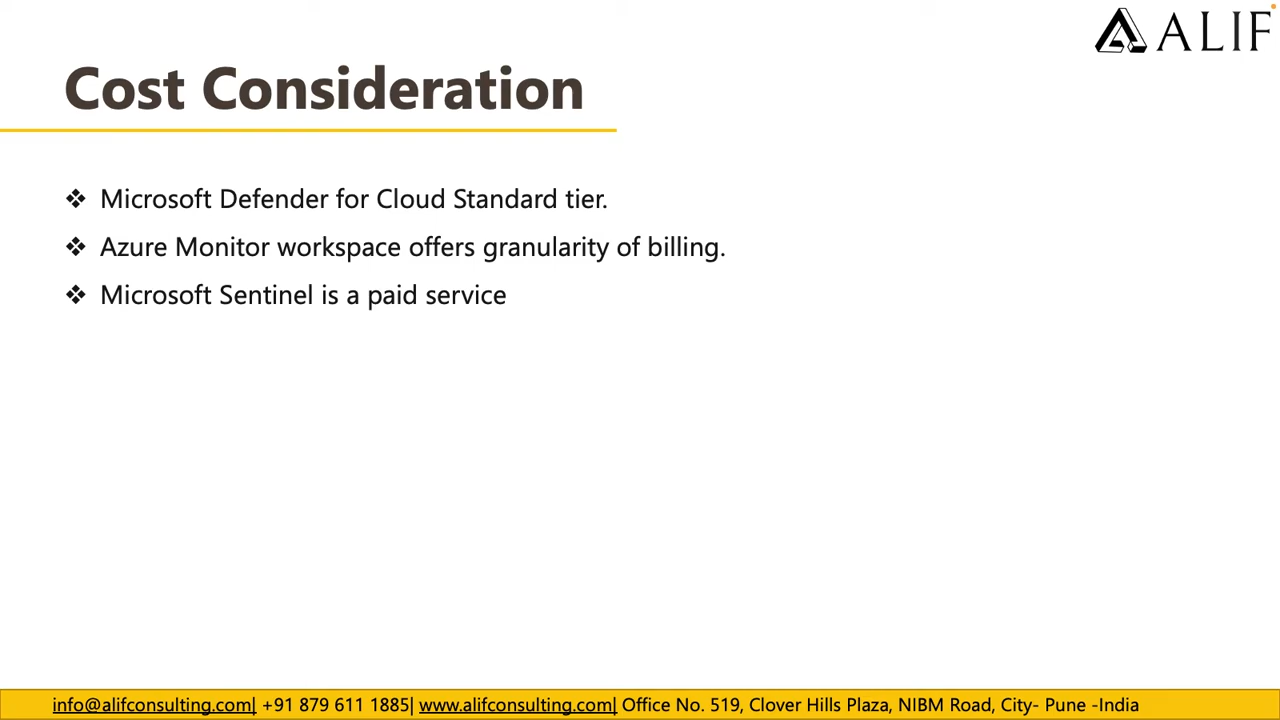 ALIF
Cost Consideration
❖ Microsoft Defender for Cloud Standard tier.
❖ Azure Monitor workspace offers granularity of billing.
❖ Microsoft Sentinel is a paid service
info@alifconsulting.com| +91 879 611 1885| www.alifconsulting.com| Office No. 519, Clover Hills Plaza, NIBM Road, City- Pune -India